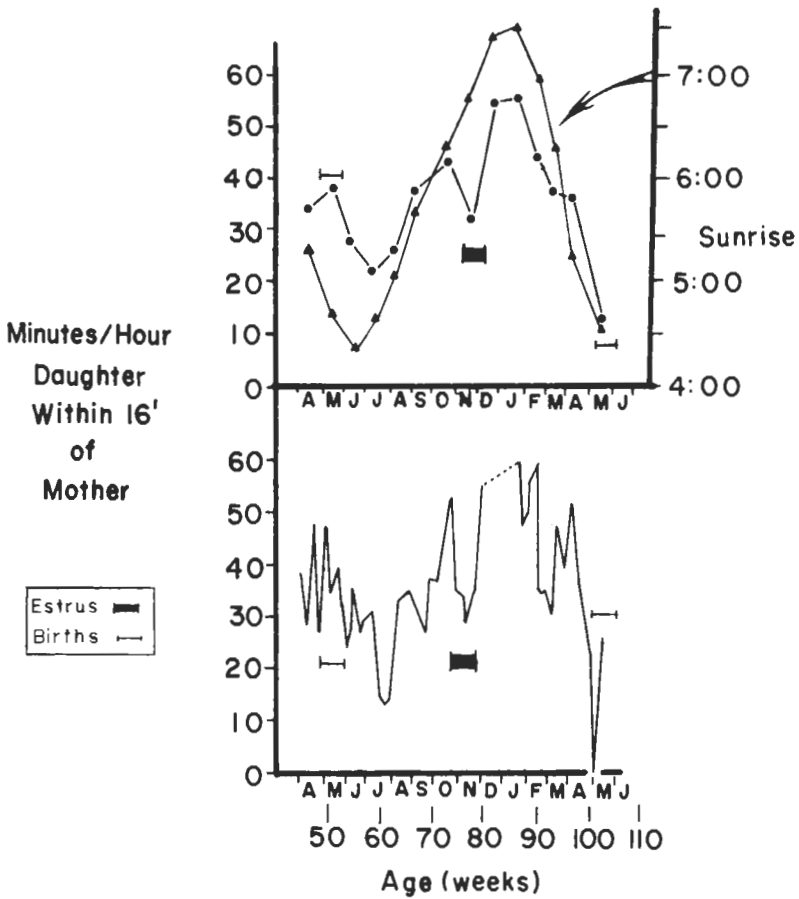 60
50
40
30
20
10
0
7:00
6:00
5:00
4:00
Sunrise
A M J J A S O N D J F M A M J
Minutes/Hour
Daughter
Within 16'
of
Mother
60
50
40
30
20
10
0
Estrus
Births
A M J J A S O N D J F M A M J
50 60 70 80 90 100 110
Age (weeks)